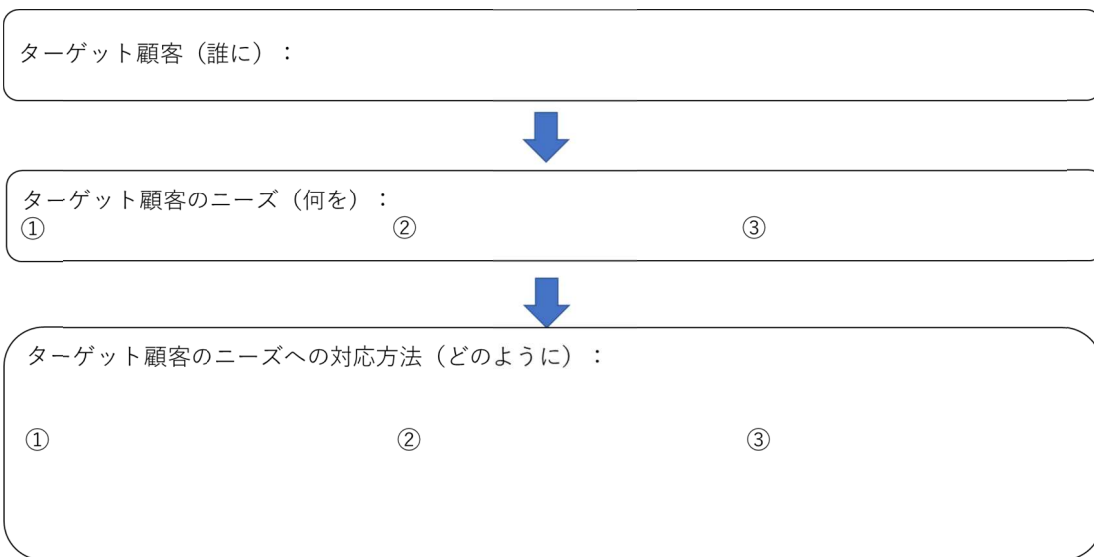 ターゲット顧客（誰に）：
ターゲット顧客のニーズ（何を）：
① ② ③
ターゲット顧客のニーズへの対応方法（どのように）：
① ② ③